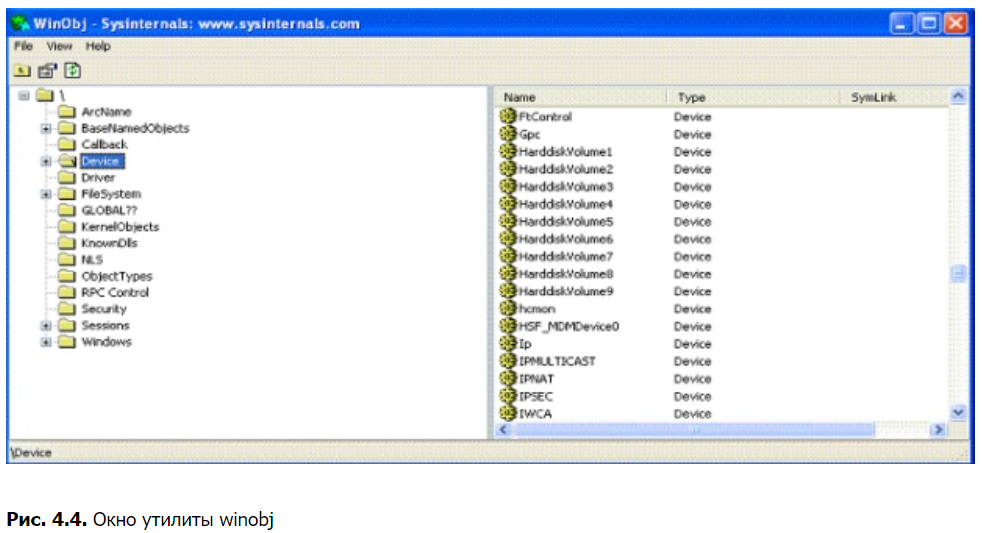 WinObj - Sysinternals: www.sysinternals.com
File View Help
\
ArcName
BaseNamedObjects
Callback
Device
Driver
FileSystem
GLOBAL??
KernelObjects
KnownDlls
NLS
ObjectTypes
RPC Control
Security
Sessions
Windows
Name Type SymLink
FtControl Device
Gpc Device
HarddiskVolume1 Device
HarddiskVolume2 Device
HarddiskVolume3 Device
HarddiskVolume4 Device
HarddiskVolume5 Device
HarddiskVolume6 Device
HarddiskVolume7 Device
HarddiskVolume8 Device
HarddiskVolume9 Device
hcmon Device
HSF_MDMDevice0 Device
Ip Device
IPMULTICAST Device
IPNAT Device
IPSEC Device
IWCA Device
\Device
Рис. 4.4. Окно утилиты winobj